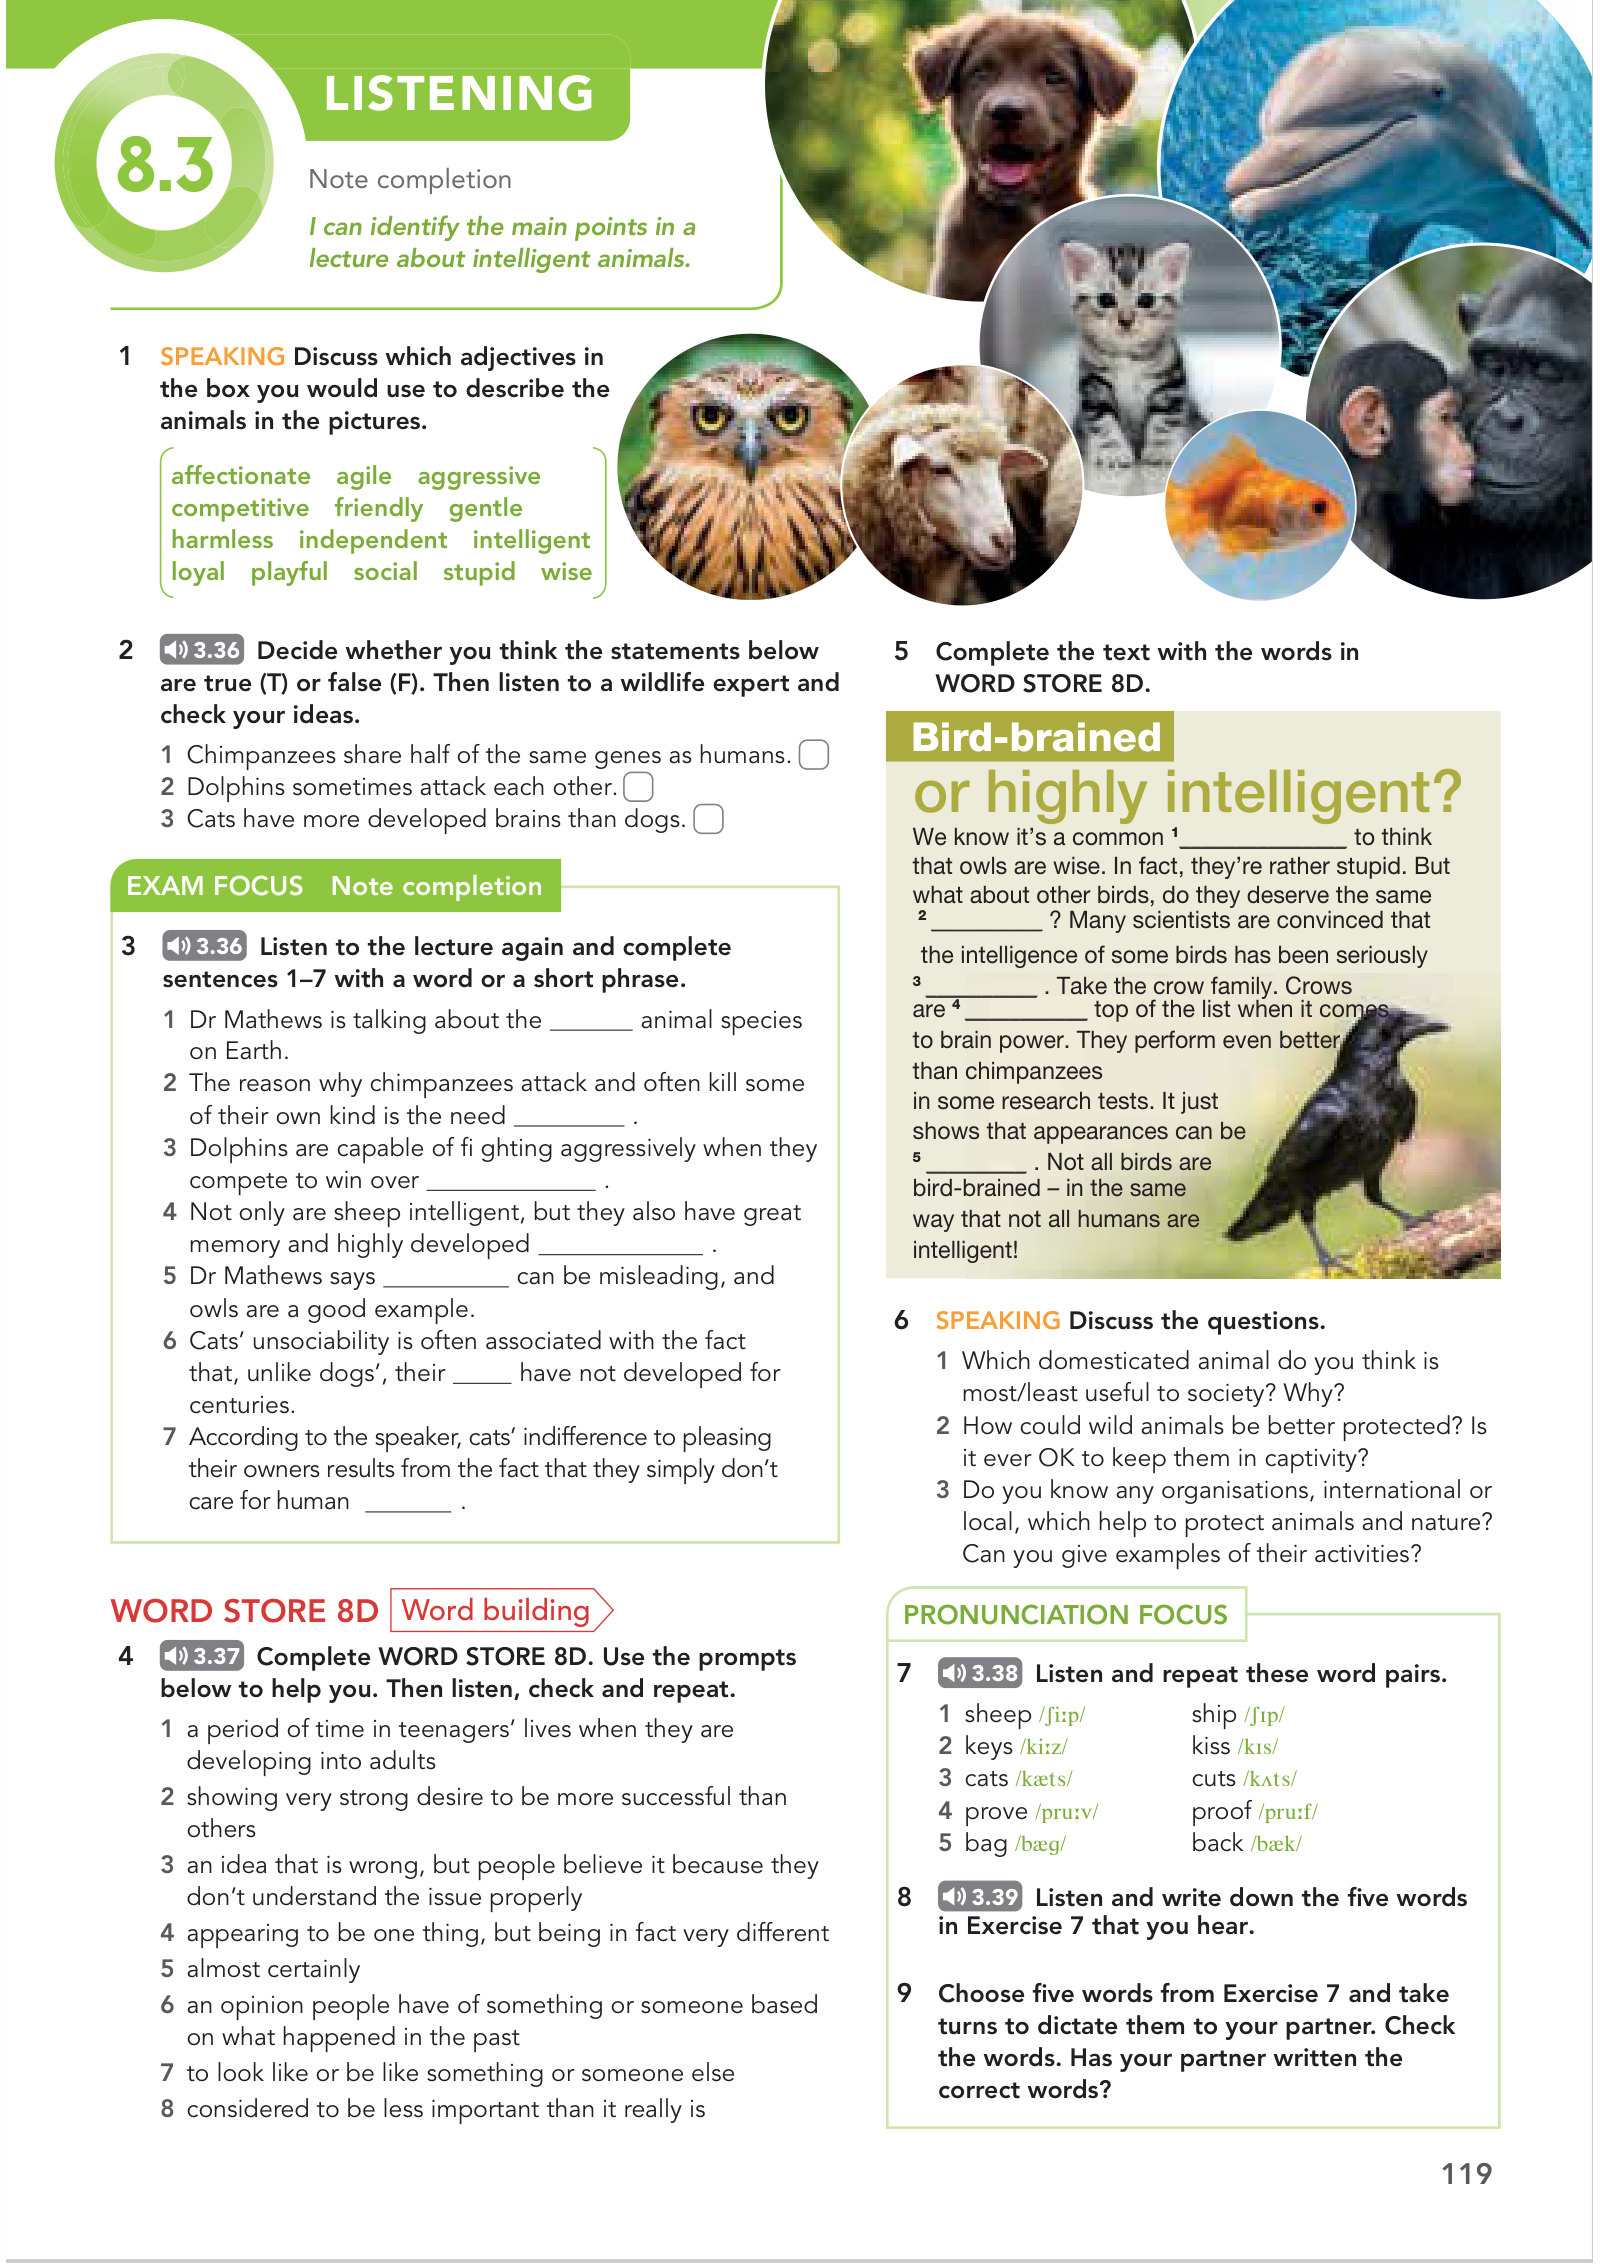 8.3
LISTENING
Note completion
I can identify the main points in a
lecture about intelligent animals.
1 SPEAKING Discuss which adjectives in
the box you would use to describe the
animals in the pictures.
affectionate agile aggressive
competitive friendly gentle
harmless independent intelligent
loyal playful social stupid wise
2 3.36 Decide whether you think the statements below
are true (T) or false (F). Then listen to a wildlife expert and
check your ideas.
1 Chimpanzees share half of the same genes as humans.
2 Dolphins sometimes attack each other.
3 Cats have more developed brains than dogs.
EXAM FOCUS Note completion
3 3.36 Listen to the lecture again and complete
sentences 1–7 with a word or a short phrase.
1 Dr Mathews is talking about the _______ animal species
on Earth.
2 The reason why chimpanzees attack and often kill some
of their own kind is the need _________ .
3 Dolphins are capable of fi ghting aggressively when they
compete to win over ______________ .
4 Not only are sheep intelligent, but they also have great
memory and highly developed ______________ .
5 Dr Mathews says __________ can be misleading, and
owls are a good example.
6 Cats' unsociability is often associated with the fact
that, unlike dogs', their _____ have not developed for
centuries.
7 According to the speaker, cats' indifference to pleasing
their owners results from the fact that they simply don't
care for human _______ .
WORD STORE 8D Word building
4 3.37 Complete WORD STORE 8D. Use the prompts
below to help you. Then listen, check and repeat.
1 a period of time in teenagers' lives when they are
developing into adults
2 showing very strong desire to be more successful than
others
3 an idea that is wrong, but people believe it because they
don't understand the issue properly
4 appearing to be one thing, but being in fact very different
5 almost certainly
6 an opinion people have of something or someone based
on what happened in the past
7 to look like or be like something or someone else
8 considered to be less important than it really is
5 Complete the text with the words in
WORD STORE 8D.
Bird-brained
or highly intelligent?
We know it's a common 1 ____________ to think
that owls are wise. In fact, they're rather stupid. But
what about other birds, do they deserve the same
2 ________ ? Many scientists are convinced that
the intelligence of some birds has been seriously
3 ________ . Take the crow family. Crows
are 4 _________ top of the list when it comes
to brain power. They perform even better
than chimpanzees
in some research tests. It just
shows that appearances can be
5 ________ . Not all birds are
bird-brained – in the same
way that not all humans are
intelligent!
6 SPEAKING Discuss the questions.
1 Which domesticated animal do you think is
most/least useful to society? Why?
2 How could wild animals be better protected? Is
it ever OK to keep them in captivity?
3 Do you know any organisations, international or
local, which help to protect animals and nature?
Can you give examples of their activities?
PRONUNCIATION FOCUS
7 3.38 Listen and repeat these word pairs.
1 sheep /ʃiːp/ ship /ʃɪp/
2 keys /kiːz/ kiss /kɪs/
3 cats /kæts/ cuts /kʌts/
4 prove /pruːv/ proof /pruːf/
5 bag /bæg/ back /bæk/
8 3.39 Listen and write down the five words
in Exercise 7 that you hear.
9 Choose five words from Exercise 7 and take
turns to dictate them to your partner. Check
the words. Has your partner written the
correct words?
119